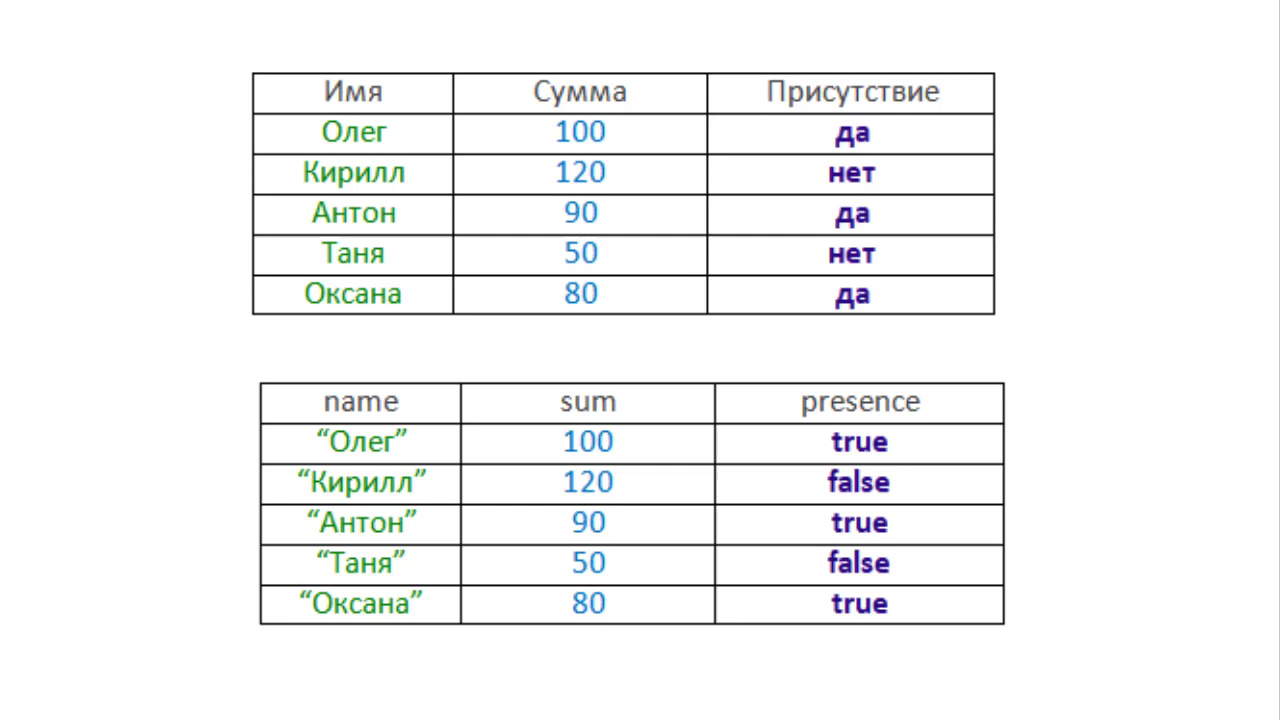 Имя Сумма Присутствие
Олег 100 да
Кирилл 120 нет
Антон 90 да
Таня 50 нет
Оксана 80 да
name sum presence
“Олег” 100 true
“Кирилл” 120 false
“Антон” 90 true
“Таня” 50 false
“Оксана” 80 true